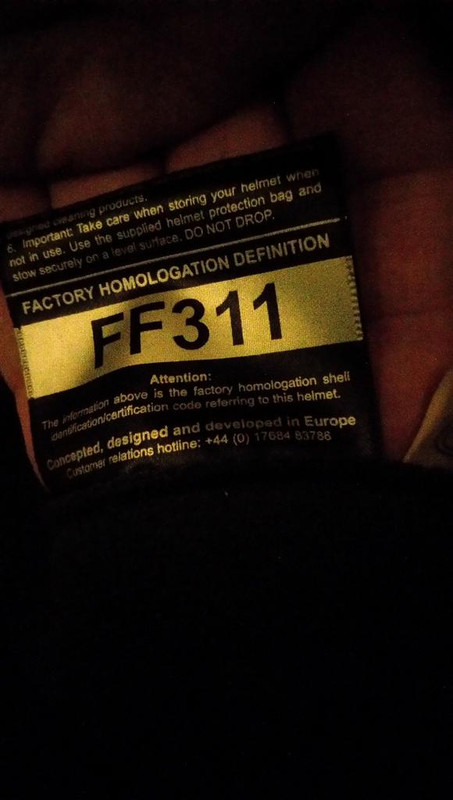 designed cleaning products.
6. Important: Take care when storing your helmet when
not in use. Use the supplied helmet protection bag and
stow securely on a level surface. DO NOT DROP.
FACTORY HOMOLOGATION DEFINITION
FF311
Attention:
The information above is the factory homologation shell
identification/certification code referring to this helmet.
Concepted, designed and developed in Europe
Customer relations hotline: +44 (0) 17684 83786